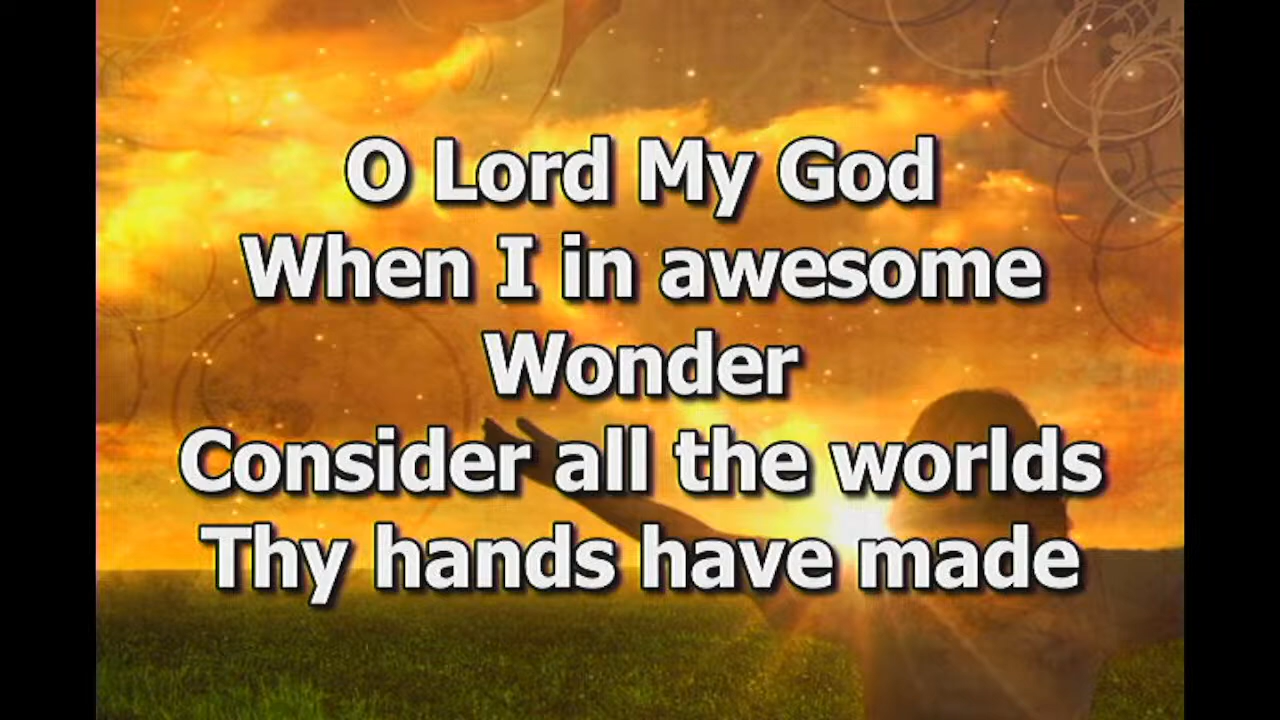 O Lord My God
When I in awesome
Wonder
Consider all the worlds
Thy hands have made